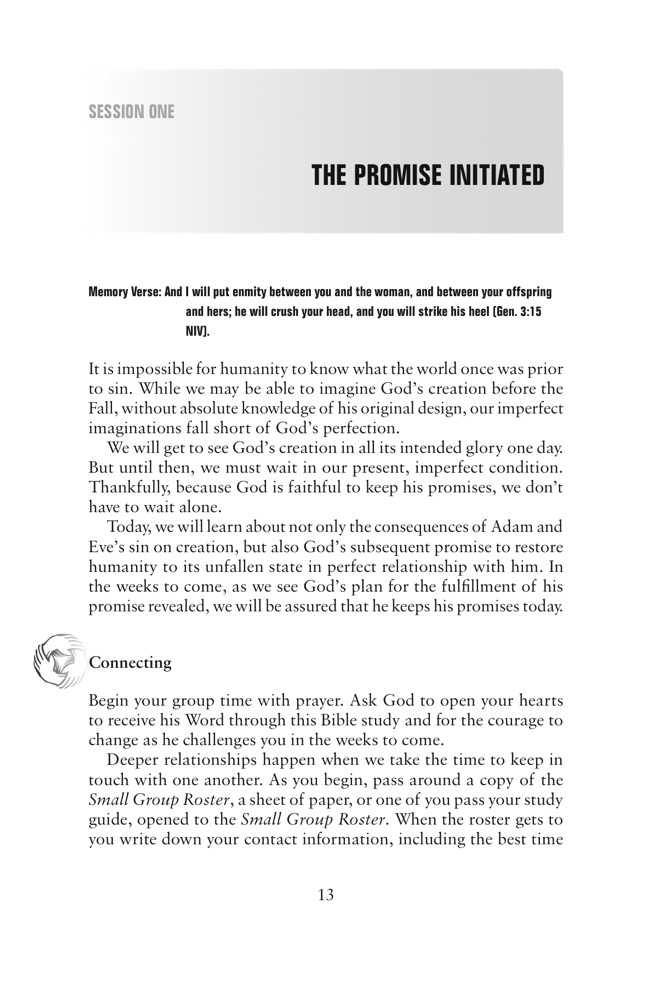 SESSION ONE
THE PROMISE INITIATED
Memory Verse: And I will put enmity between you and the woman, and between your offspring
and hers; he will crush your head, and you will strike his heel (Gen. 3:15
NIV).
It is impossible for humanity to know what the world once was prior
to sin. While we may be able to imagine God’s creation before the
Fall, without absolute knowledge of his original design, our imperfect
imaginations fall short of God’s perfection.
We will get to see God’s creation in all its intended glory one day.
But until then, we must wait in our present, imperfect condition.
Thankfully, because God is faithful to keep his promises, we don’t
have to wait alone.
Today, we will learn about not only the consequences of Adam and
Eve’s sin on creation, but also God’s subsequent promise to restore
humanity to its unfallen state in perfect relationship with him. In
the weeks to come, as we see God’s plan for the fulfillment of his
promise revealed, we will be assured that he keeps his promises today.
Connecting
Begin your group time with prayer. Ask God to open your hearts
to receive his Word through this Bible study and for the courage to
change as he challenges you in the weeks to come.
Deeper relationships happen when we take the time to keep in
touch with one another. As you begin, pass around a copy of the
Small Group Roster, a sheet of paper, or one of you pass your study
guide, opened to the Small Group Roster. When the roster gets to
you write down your contact information, including the best time
13